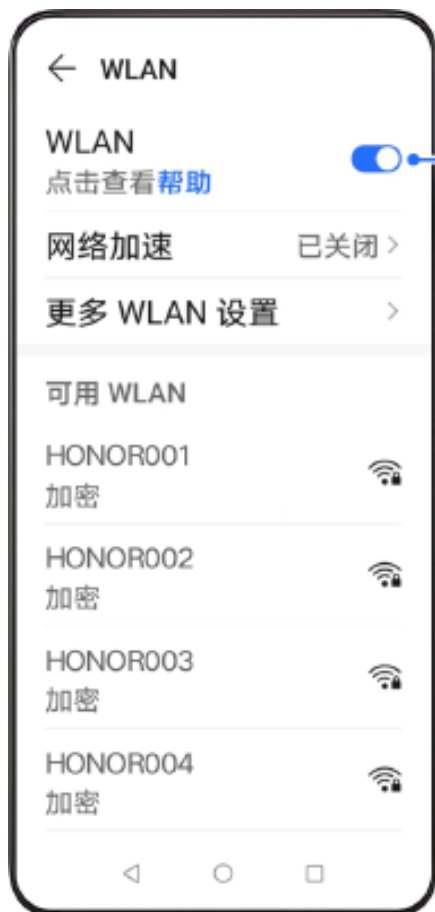 WLAN
WLAN
点击查看帮助
网络加速 已关闭
更多 WLAN 设置
可用 WLAN
HONOR001
加密
HONOR002
加密
HONOR003
加密
HONOR004
加密